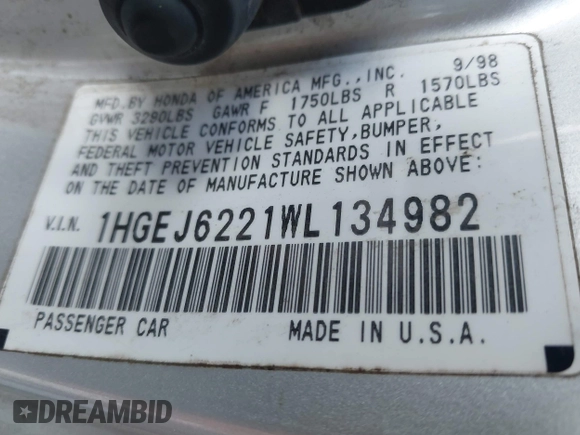 MFD.BY HONDA OF AMERICA MFG.,INC. 9/98
GVWR 3280LBS GAWR F 1750LBS R 1570LBS
THIS VEHICLE CONFORMS TO ALL APPLICABLE
FEDERAL MOTOR VEHICLE SAFETY,BUMPER,
AND THEFT PREVENTION STANDARDS IN EFFECT
ON THE DATE OF MANUFACTURE SHOWN ABOVE:
V.I.N. 1HGEJ6221WL134982
PASSENGER CAR MADE IN U.S.A.
DREAMBID